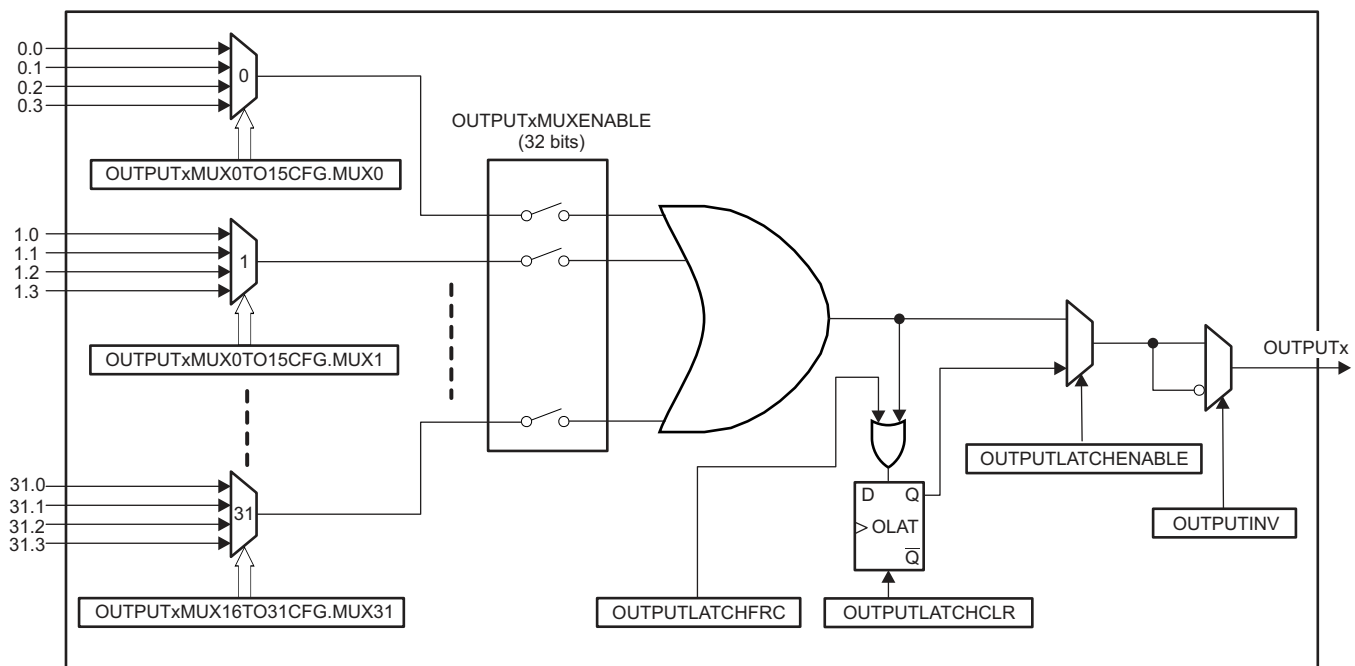 0.0
0.1
0.2
0.3
0
OUTPUTxMUX0TO15CFG.MUX0
OUTPUTxMUXENABLE
(32 bits)
1.0
1.1
1.2
1.3
1
OUTPUTxMUX0TO15CFG.MUX1
31.0
31.1
31.2
31.3
31
OUTPUTxMUX16TO31CFG.MUX31
OUTPUTLATCHFRC
D Q
OLAT
Q
OUTPUTLATCHCLR
OUTPUTLATCHENABLE
OUTPUTINV
OUTPUTx